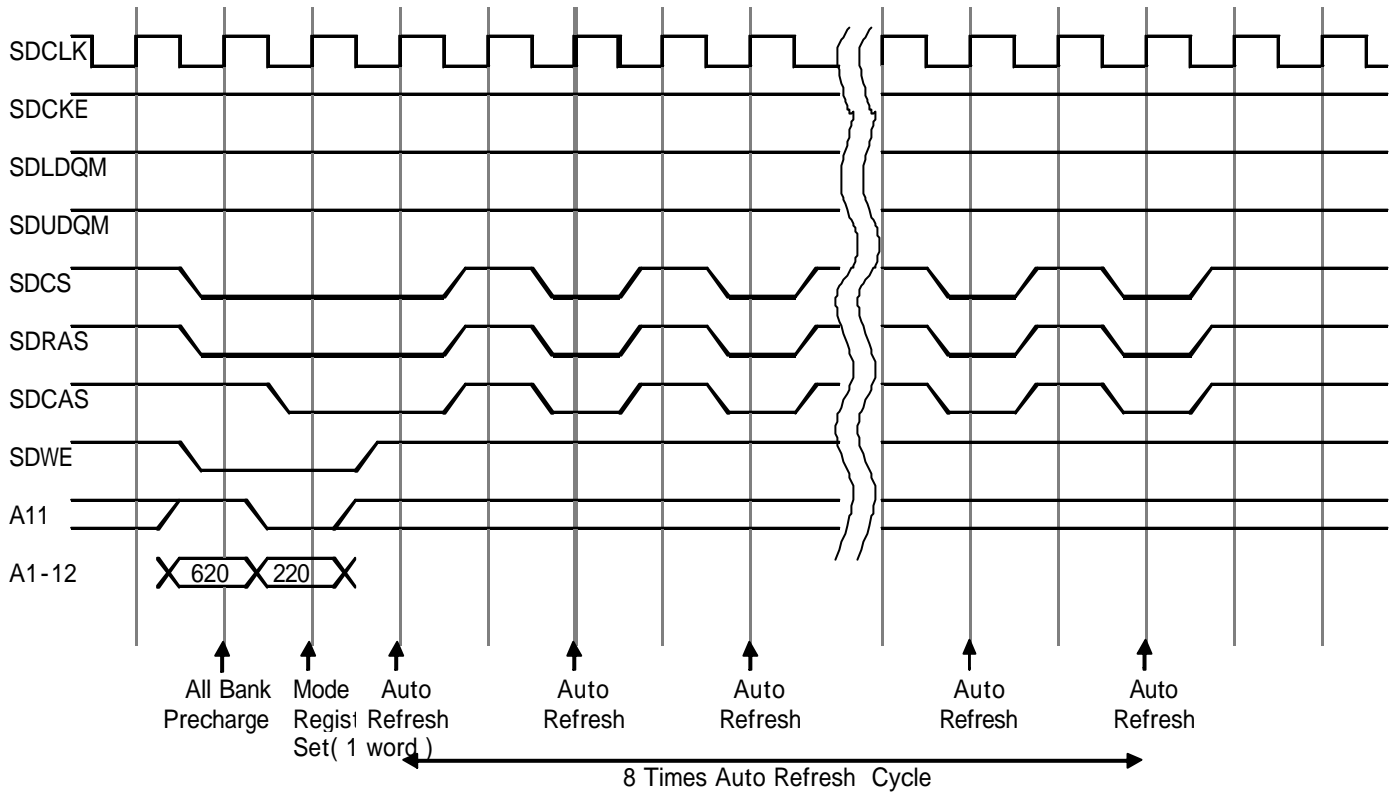 SDCLK
SDCKE
SDLDQM
SDUDQM
SDCS
SDRAS
SDCAS
SDWE
A11
A1-12
620
220
All Bank
Precharge
Mode
Regist
Set( 1 word )
Auto
Refresh
Auto
Refresh
Auto
Refresh
Auto
Refresh
Auto
Refresh
8 Times Auto Refresh Cycle